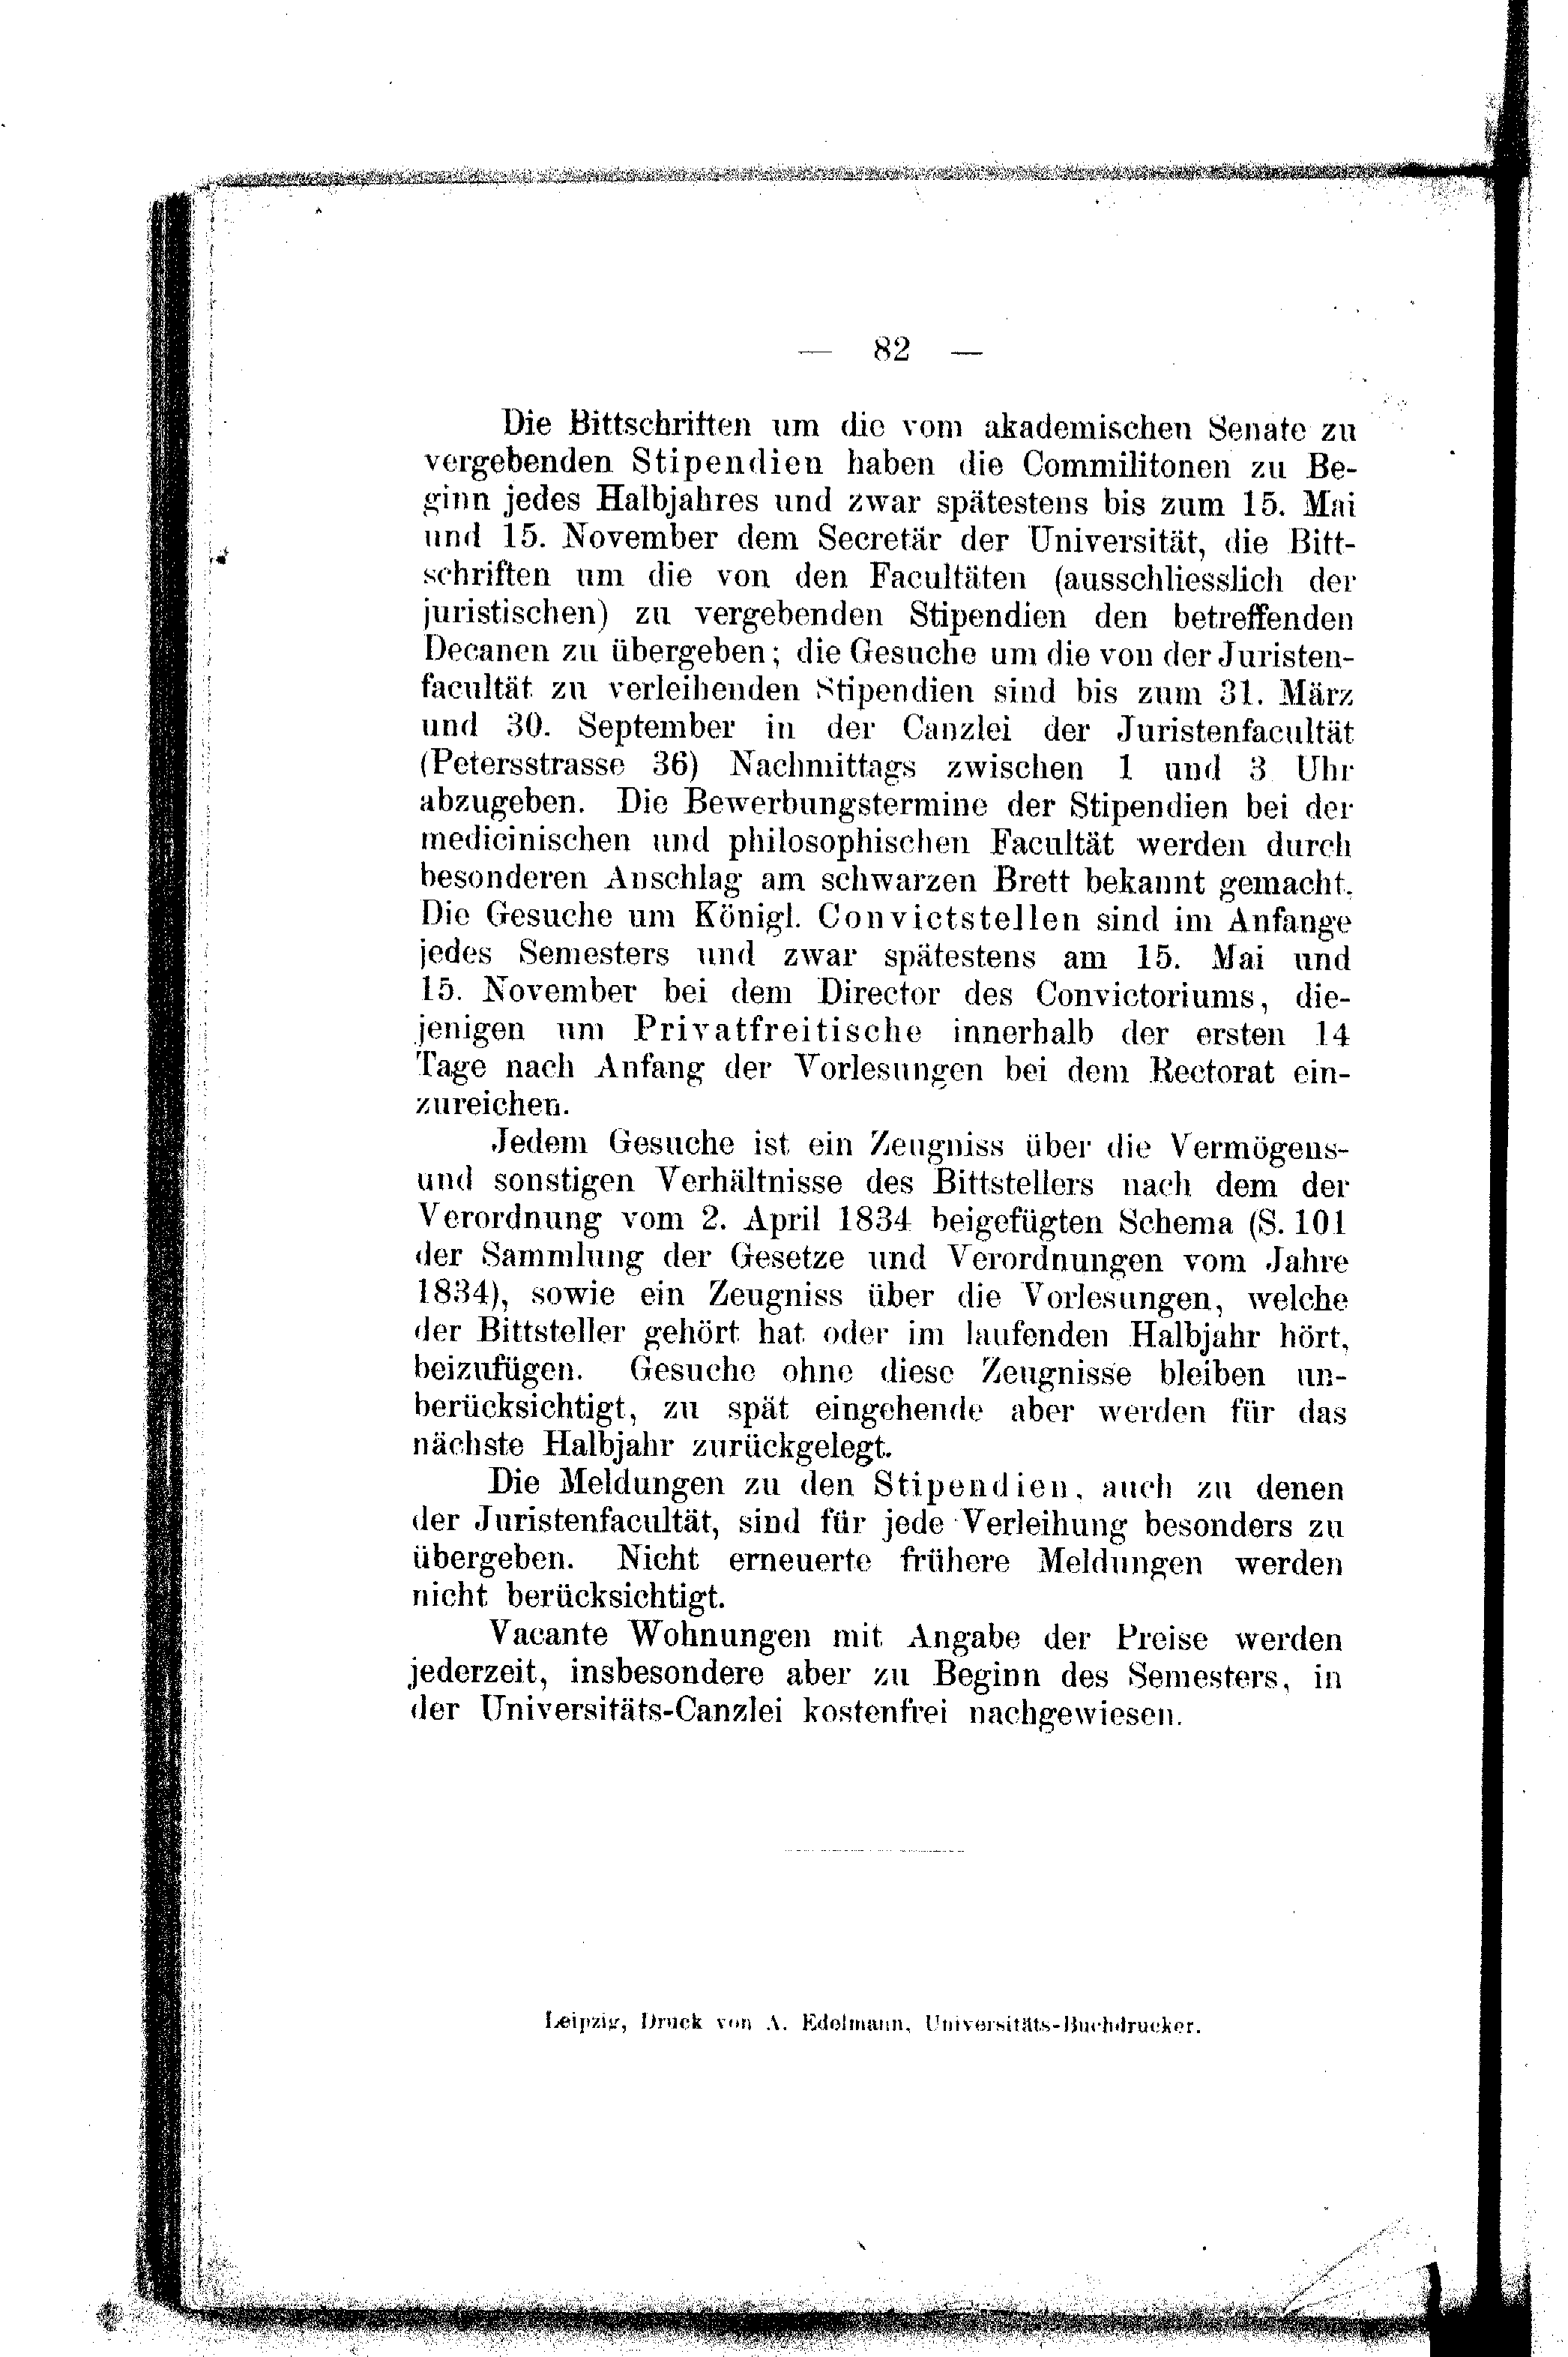 — 82 —
Die Bittschriften um die vom akademischen Senate zu
vergebenden Stipendien haben die Commilitonen zu Be-
ginn jedes Halbjahres und zwar spätestens bis zum 15. Mai
und 15. November dem Secretär der Universität, die Bitt-
schriften um die von den Facultäten (ausschliesslich der
juristischen) zu vergebenden Stipendien den betreffenden
Decanen zu übergeben; die Gesuche um die von der Juristen-
facultät zu verleihenden Stipendien sind bis zum 31. März
und 30. September in der Canzlei der Juristenfacultät
(Petersstrasse 36) Nachmittags zwischen 1 und 3 Uhr
abzugeben. Die Bewerbungstermine der Stipendien bei der
medicinischen und philosophischen Facultät werden durch
besonderen Anschlag am schwarzen Brett bekannt gemacht.
Die Gesuche um Königl. Convictstellen sind im Anfange
jedes Semesters und zwar spätestens am 15. Mai und
15. November bei dem Director des Convictoriums, die-
jenigen um Privatfreitische innerhalb der ersten 14
Tage nach Anfang der Vorlesungen bei dem Rectorat ein-
zureichen.
Jedem Gesuche ist ein Zeugniss über die Vermögens-
und sonstigen Verhältnisse des Bittstellers nach dem der
Verordnung vom 2. April 1834 beigefügten Schema (S. 101
der Sammlung der Gesetze und Verordnungen vom Jahre
1834), sowie ein Zeugniss über die Vorlesungen, welche
der Bittsteller gehört hat oder im laufenden Halbjahr hört,
beizufügen. Gesuche ohne diese Zeugnisse bleiben un-
berücksichtigt, zu spät eingehende aber werden für das
nächste Halbjahr zurückgelegt.
Die Meldungen zu den Stipendien, auch zu denen
der Juristenfacultät, sind für jede Verleihung besonders zu
übergeben. Nicht erneuerte frühere Meldungen werden
nicht berücksichtigt.
Vacante Wohnungen mit Angabe der Preise werden
jederzeit, insbesondere aber zu Beginn des Semesters, in
der Universitäts-Canzlei kostenfrei nachgewiesen.
Leipzig, Druck von A. Edelmann, Universitäts-Buchdrucker.